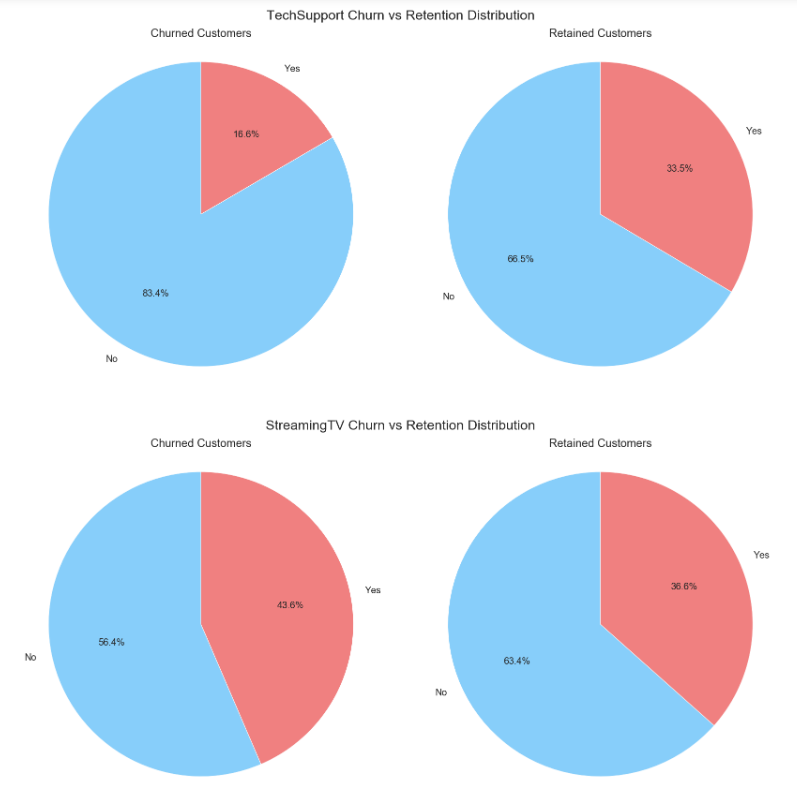 TechSupport Churn vs Retention Distribution
Churned Customers
Retained Customers
Yes
16.6%
83.4%
No
Yes
33.5%
66.5%
No
StreamingTV Churn vs Retention Distribution
Churned Customers
Retained Customers
Yes
43.6%
56.4%
No
Yes
36.6%
63.4%
No